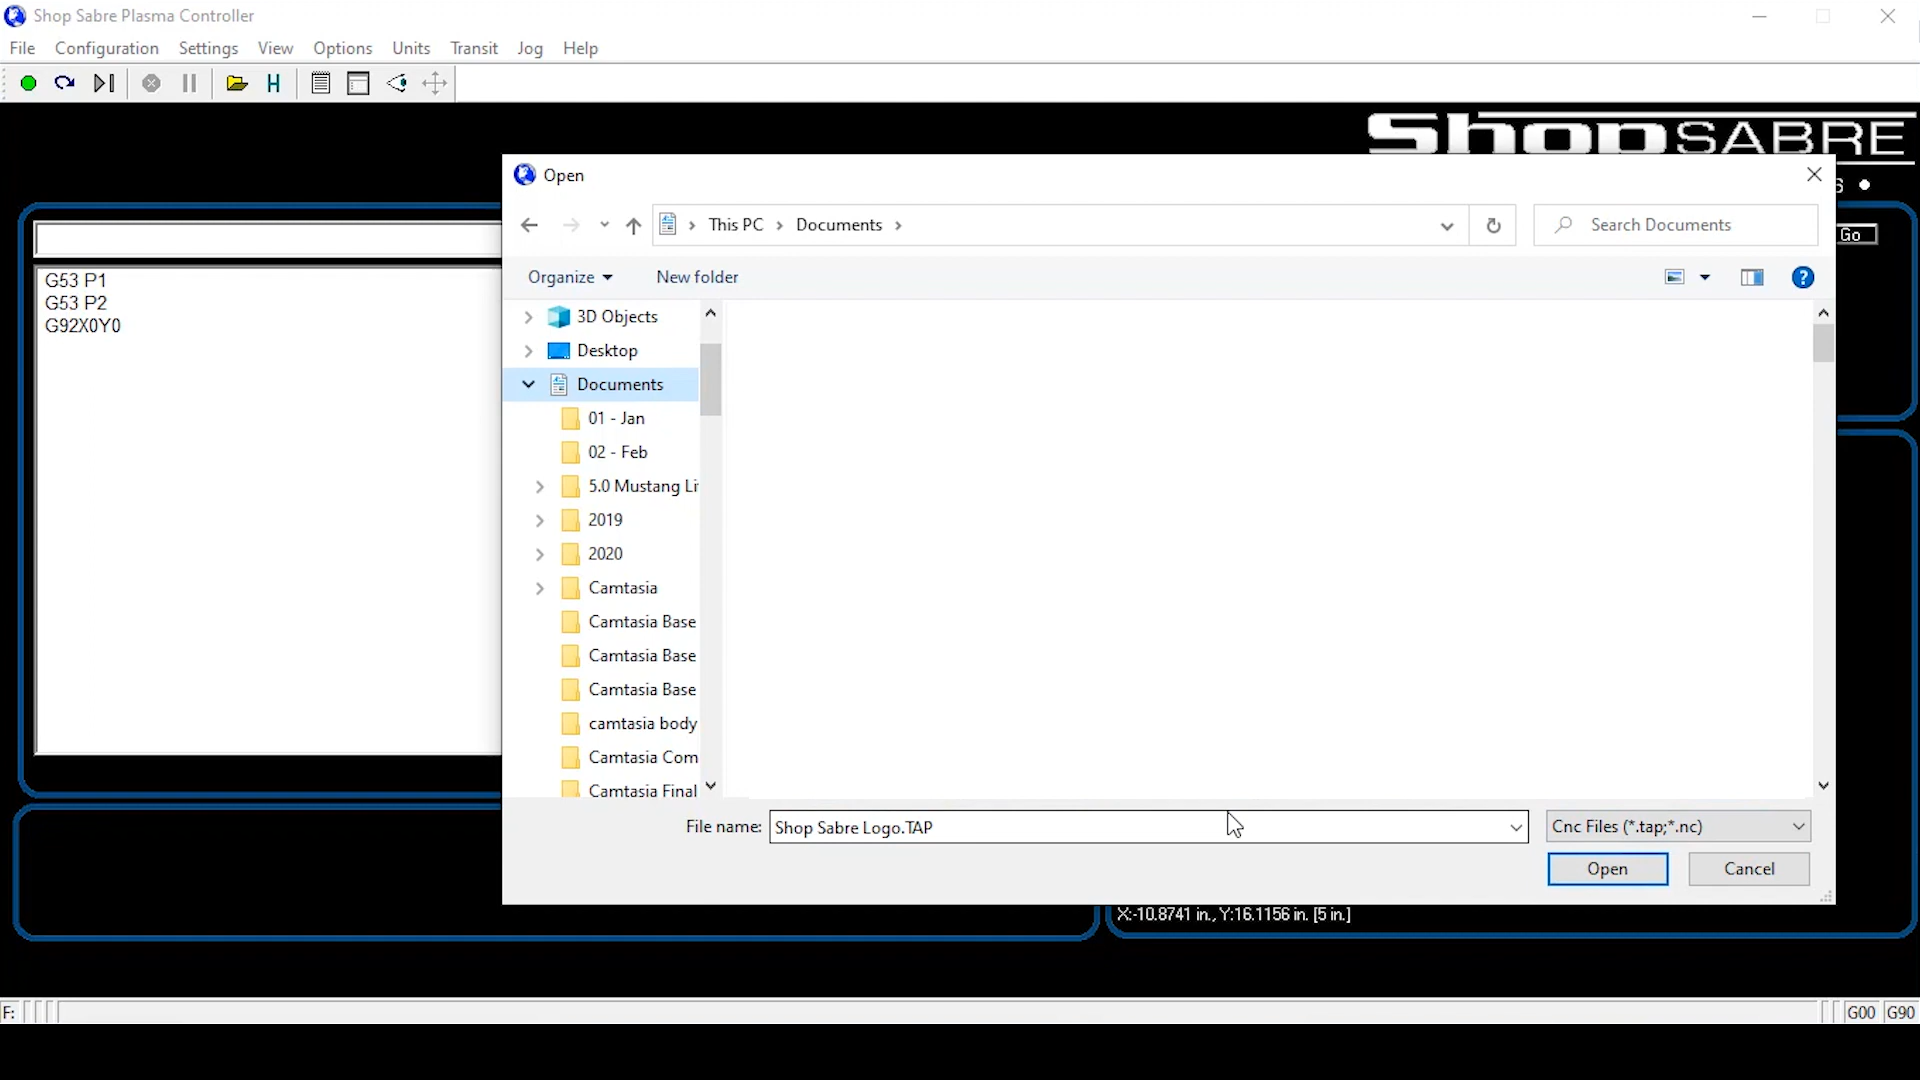 Shop Sabre Plasma Controller
File Configuration Settings View Options Units Transit Jog Help
H
ShopSABRE
Open
This PC Documents
Search Documents
Go
Organize New folder
G53 P1
G53 P2
G92X0Y0
3D Objects
Desktop
Documents
01 - Jan
02 - Feb
5.0 Mustang Li
2019
2020
Camtasia
Camtasia Base
Camtasia Base
Camtasia Base
camtasia body
Camtasia Com
Camtasia Final
File name: Shop Sabre Logo.TAP
Cnc Files (*.tap;*.nc)
Open Cancel
X:-10.8741 in., Y:16.1156 in. [5 in.]
F: G00 G90